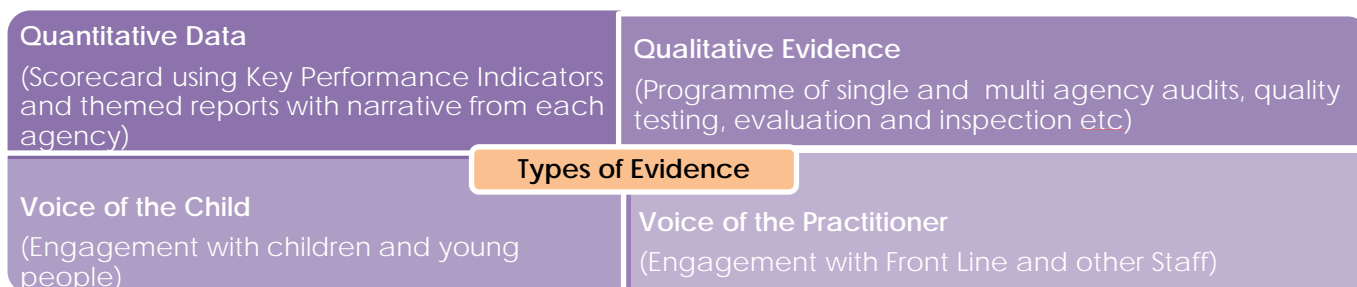 Quantitative Data
(Scorecard using Key Performance Indicators
and themed reports with narrative from each
agency)
Qualitative Evidence
(Programme of single and multi agency audits, quality
testing, evaluation and inspection etc)
Types of Evidence
Voice of the Child
(Engagement with children and young
people)
Voice of the Practitioner
(Engagement with Front Line and other Staff)